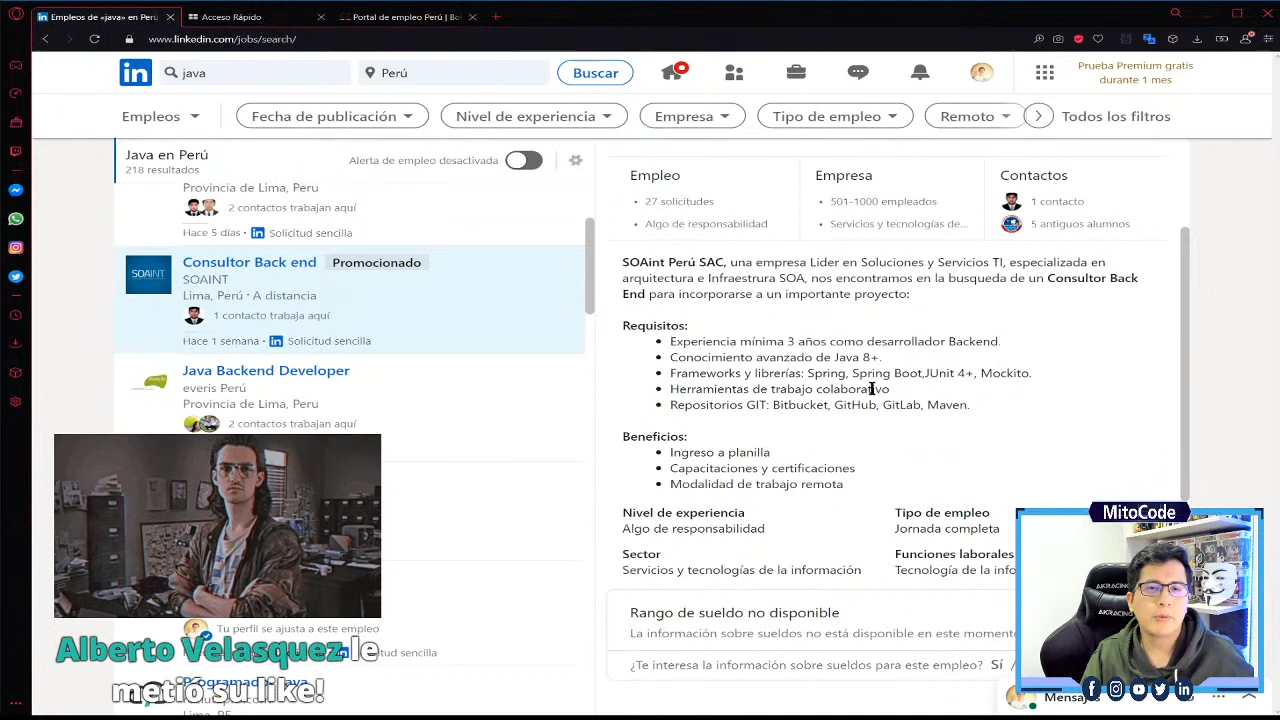 Empleos de «java» en Perú
Acceso Rápido
Portal de empleo Perú | Bo
www.linkedin.com/jobs/search/
in
java
Perú
Buscar
Prueba Premium gratis
durante 1 mes
Empleos
Fecha de publicación
Nivel de experiencia
Empresa
Tipo de empleo
Remoto
Todos los filtros
Java en Perú
218 resultados
Alerta de empleo desactivada
Provincia de Lima, Peru
2 contactos trabajan aquí
Hace 5 días • in Solicitud sencilla
SOAINT
Consultor Back end
Promocionado
SOAINT
Lima, Perú · A distancia
1 contacto trabaja aquí
Hace 1 semana • in Solicitud sencilla
Java Backend Developer
everis Perú
Provincia de Lima, Peru
2 contactos trabajan aquí
Tu perfil se ajusta a este empleo
Solicitud sencilla
Alberto Velasquez le
metió su like!
Lima, PE
Empleo
27 solicitudes
Algo de responsabilidad
Empresa
501-1000 empleados
Servicios y tecnologías de...
Contactos
1 contacto
5 antiguos alumnos
SOAint Perú SAC, una empresa Lider en Soluciones y Servicios TI, especializada en
arquitectura e Infraestrura SOA, nos encontramos en la busqueda de un Consultor Back
End para incorporarse a un importante proyecto:
Requisitos:
• Experiencia mínima 3 años como desarrollador Backend.
• Conocimiento avanzado de Java 8+.
• Frameworks y librerías: Spring, Spring Boot,JUnit 4+, Mockito.
• Herramientas de trabajo colaborativo
• Repositorios GIT: Bitbucket, GitHub, GitLab, Maven.
Beneficios:
• Ingreso a planilla
• Capacitaciones y certificaciones
• Modalidad de trabajo remota
Nivel de experiencia
Algo de responsabilidad
Tipo de empleo
Jornada completa
Sector
Servicios y tecnologías de la información
Funciones laborales
Tecnología de la info
Rango de sueldo no disponible
La información sobre sueldos no está disponible en este momento
¿Te interesa la información sobre sueldos para este empleo? Sí /
MitoCode
AKRACING
AKRACING
Mensajes